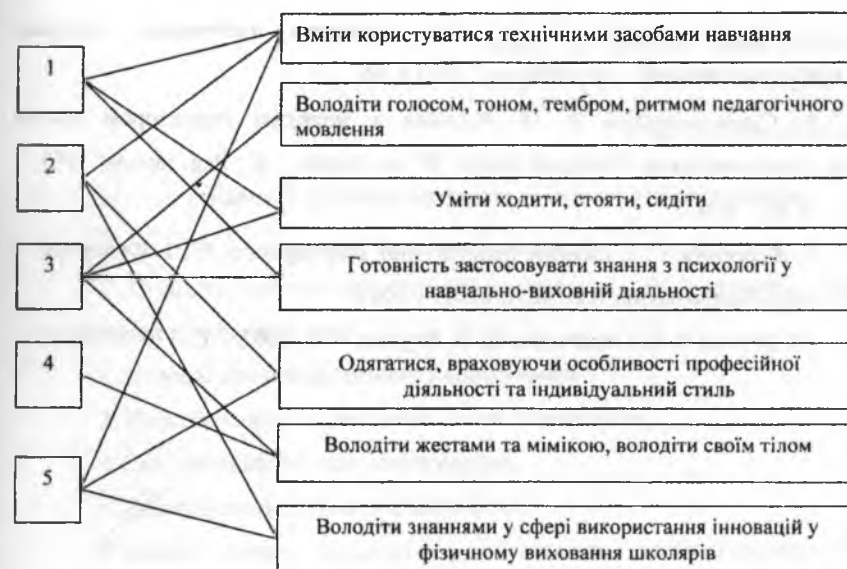 Вміти користуватися технічними засобами навчання
1
Володіти голосом, тоном, тембром, ритмом педагогічного
мовлення
2
Уміти ходити, стояти, сидіти
3
Готовність застосовувати знання з психології у
навчально-виховній діяльності
4
Одягатися, враховуючи особливості професійної
діяльності та індивідуальний стиль
Володіти жестами та мімікою, володіти своїм тілом
5
Володіти знаннями у сфері використання інновацій у
фізичному виховання школярів